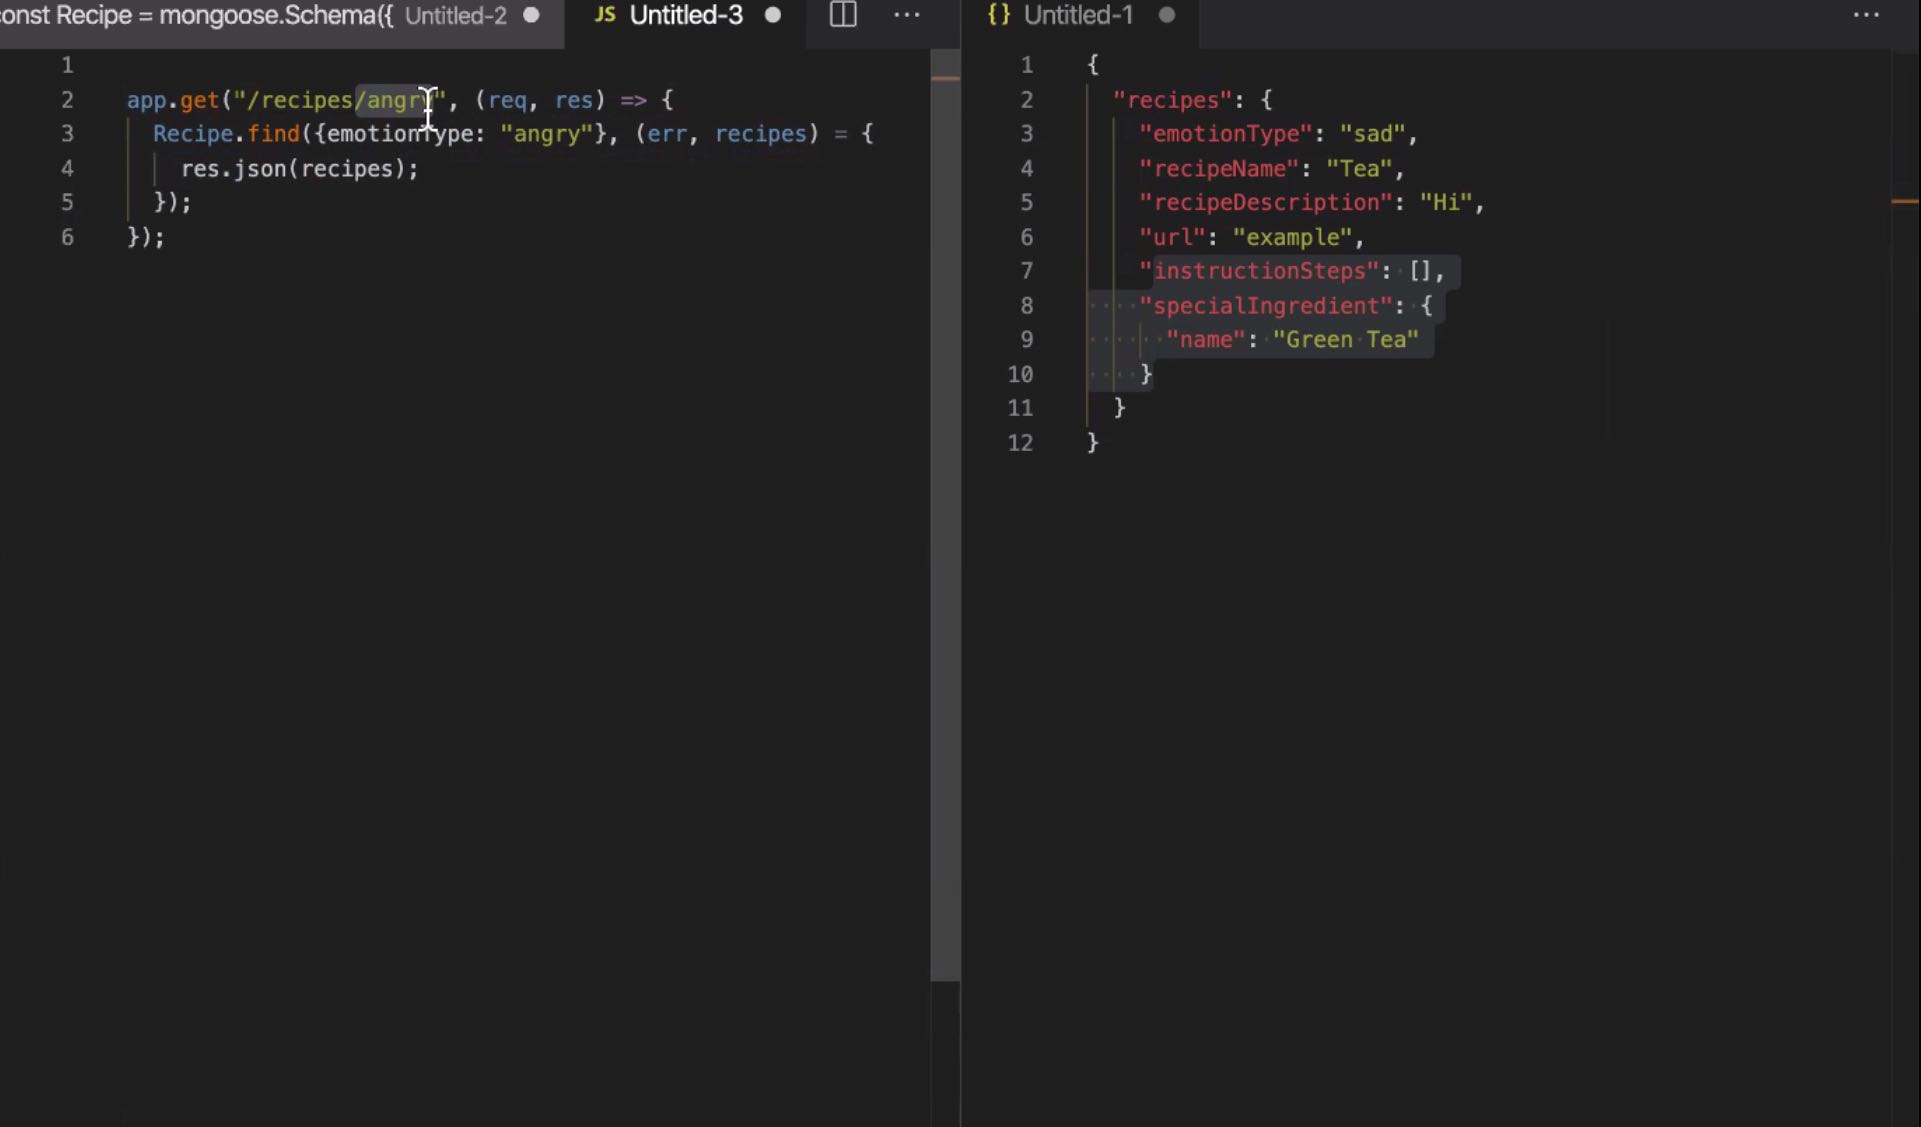 onst Recipe = mongoose.Schema({ Untitled-2
JS Untitled-3
1
2 app.get("/recipes/angry", (req, res) => {
3 Recipe.find({emotionType: "angry"}, (err, recipes) = {
4 res.json(recipes);
5 });
6 });
{} Untitled-1
1 {
2 "recipes": {
3 "emotionType": "sad",
4 "recipeName": "Tea",
5 "recipeDescription": "Hi",
6 "url": "example",
7 "instructionSteps": [],
8 "specialIngredient": {
9 "name": "Green Tea"
10 }
11 }
12 }